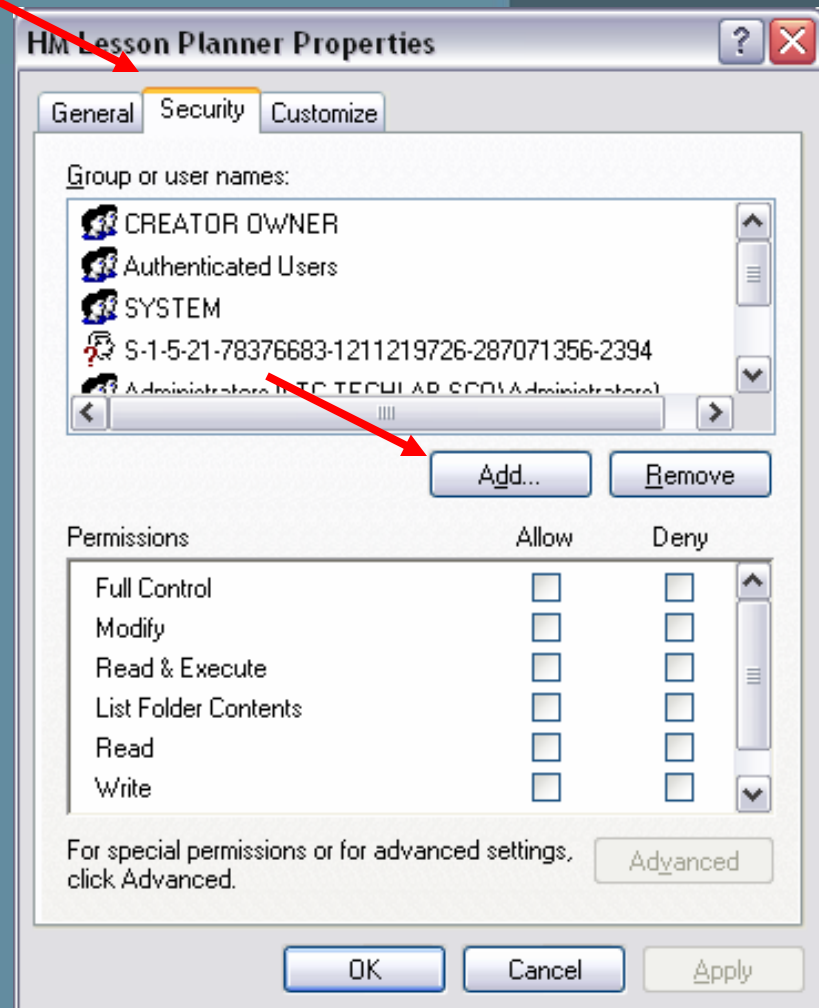 HM Lesson Planner Properties
General Security Customize
Group or user names:
CREATOR OWNER
Authenticated Users
SYSTEM
S-1-5-21-78376683-1211219726-287071356-2394
Administrators
Add... Remove
Permissions Allow Deny
Full Control
Modify
Read & Execute
List Folder Contents
Read
Write
For special permissions or for advanced settings,
click Advanced.
Advanced
OK Cancel Apply